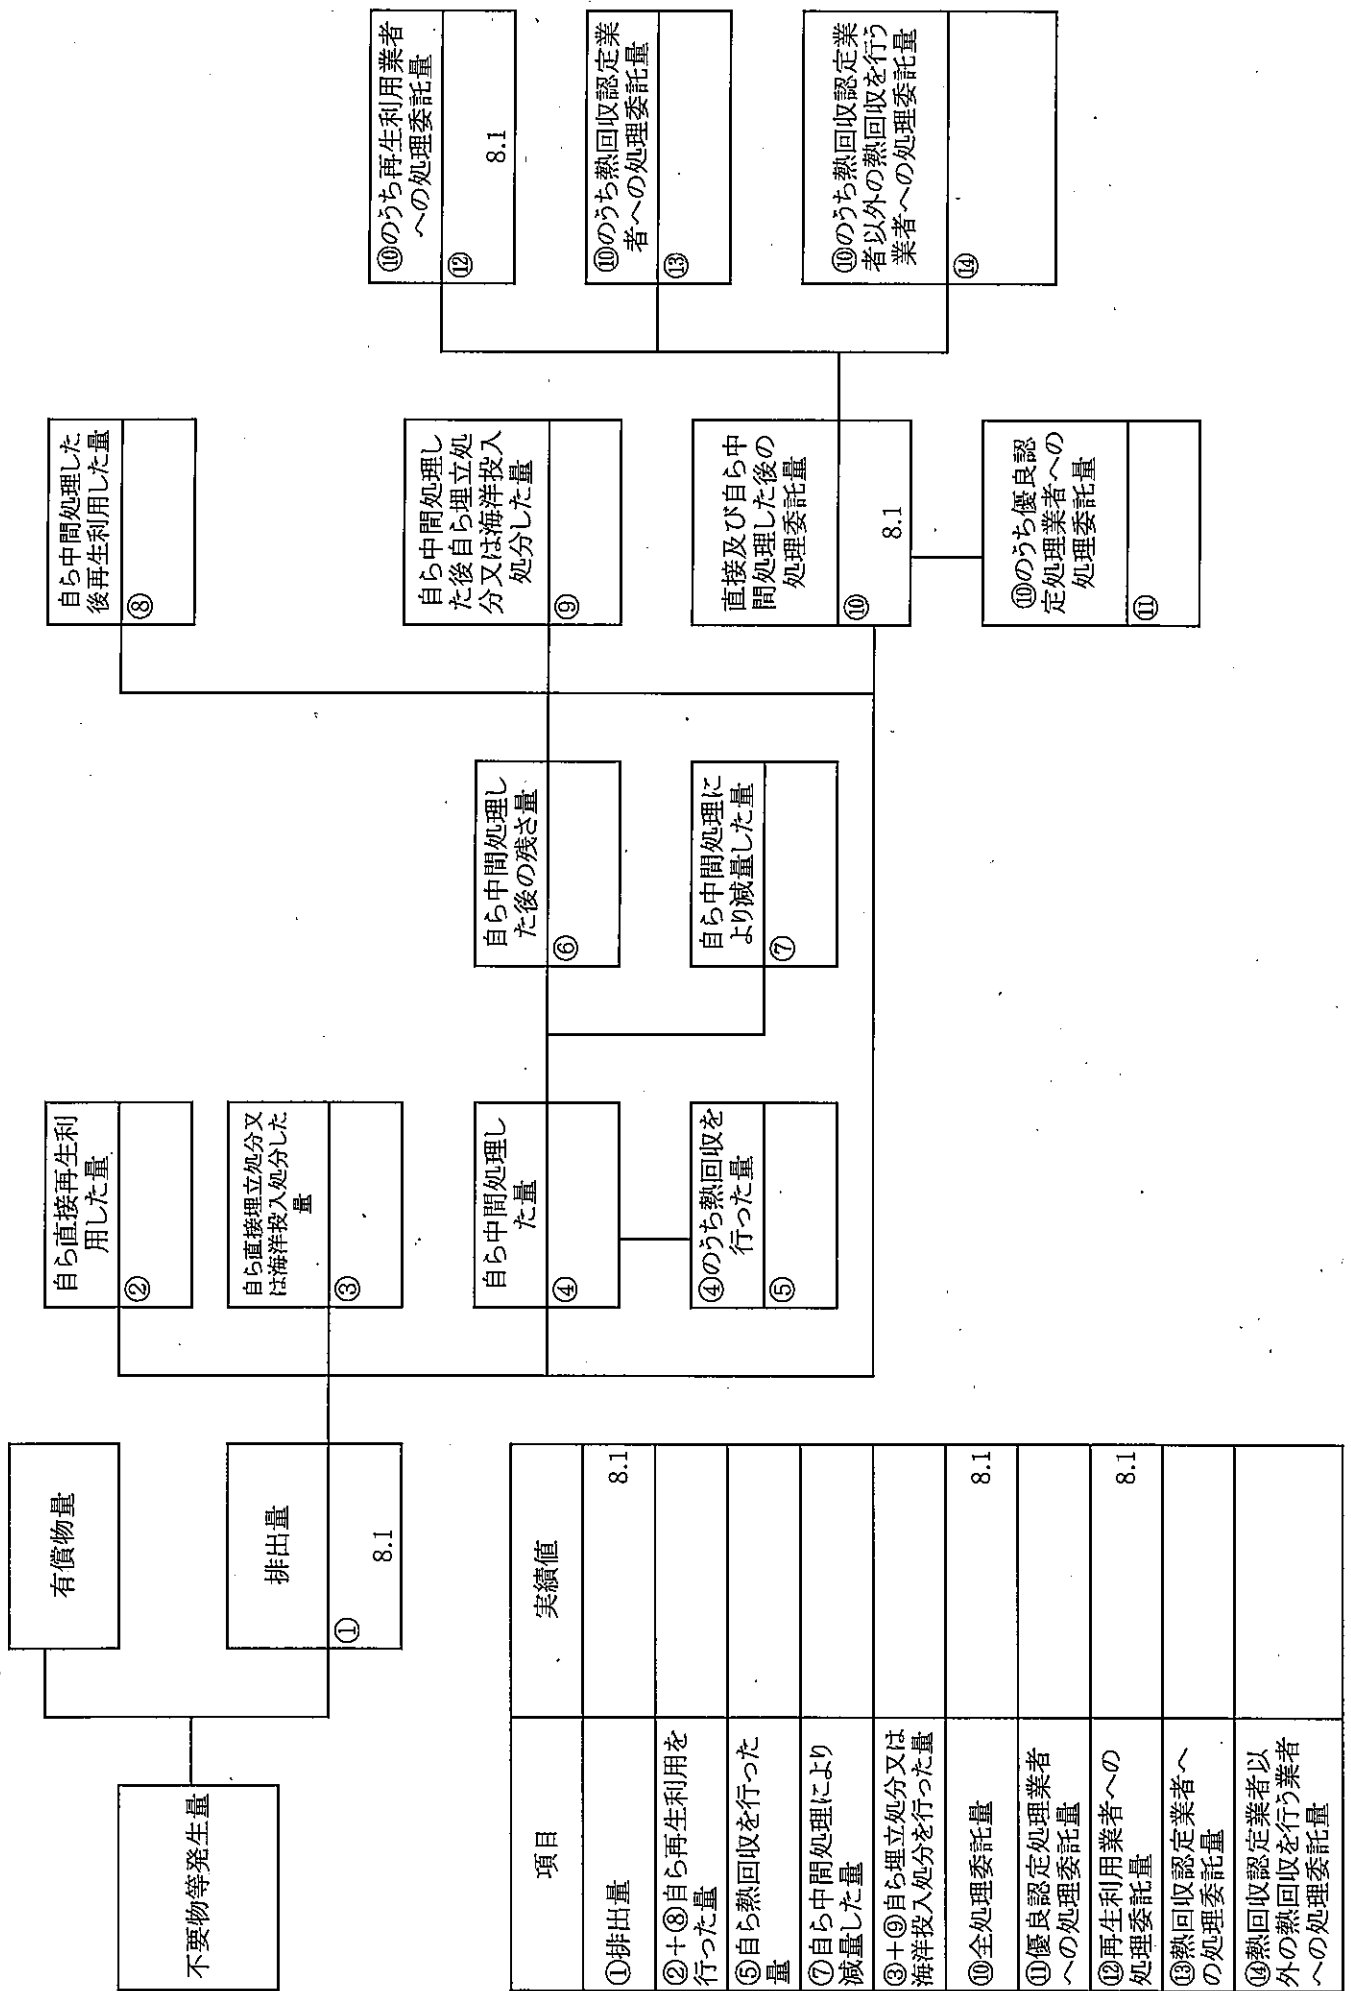 不要物等発生量
有償物量
排出量
①
8.1
自ら直接再生利
用した量
②
自ら直接埋立処分又
は海洋投入処分した
量
③
自ら中間処理し
た量
④
④のうち熱回収を
行った量
⑤
自ら中間処理し
た後の残さ量
⑥
自ら中間処理に
より減量した量
⑦
自ら中間処理した
後再生利用した量
⑧
自ら中間処理し
た後自ら埋立処
分又は海洋投入
処分した量
⑨
直接及び自ら中
間処理した後の
処理委託量
⑩
8.1
⑩のうち優良認
定処理業者への
処理委託量
⑪
⑩のうち再生利用業者
への処理委託量
⑫
8.1
⑩のうち熱回収認定業
者への処理委託量
⑬
⑩のうち熱回収認定業
者以外の熱回収を行う
業者への処理委託量
⑭
項目 実績値
①排出量 8.1
②+⑧自ら再生利用を
行った量
⑤自ら熱回収を行った
量
⑦自ら中間処理により
減量した量
③+⑨自ら埋立処分又は
海洋投入処分を行った量
⑩全処理委託量 8.1
⑪優良認定処理業者
への処理委託量
⑫再生利用業者への
処理委託量 8.1
⑬熱回収認定業者へ
の処理委託量
⑭熱回収認定業者以
外の熱回収を行う業者
への処理委託量